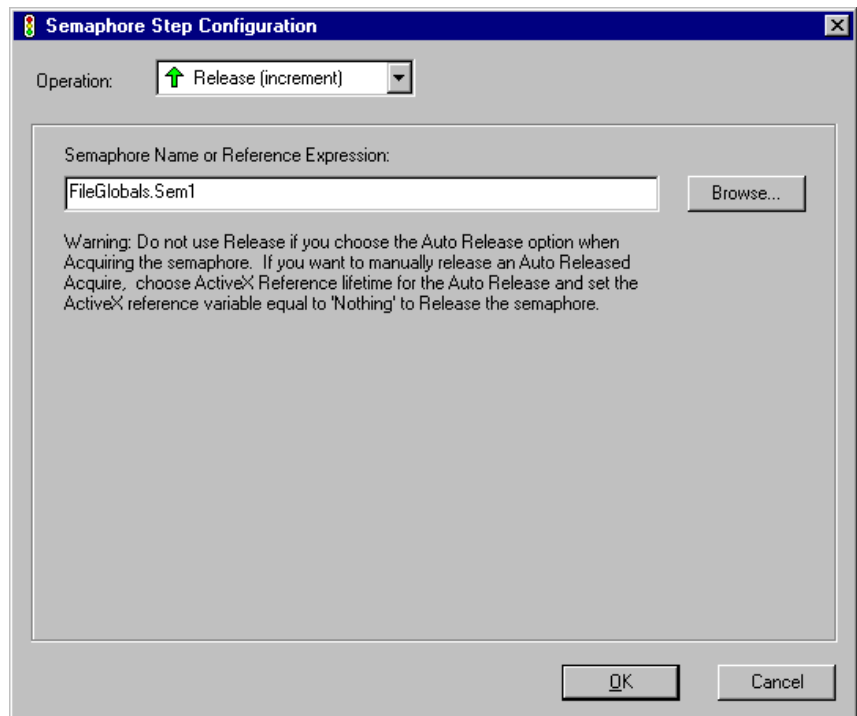 Semaphore Step Configuration
Operation: Release (increment)
Semaphore Name or Reference Expression:
FileGlobals.Sem1 Browse...
Warning: Do not use Release if you choose the Auto Release option when
Acquiring the semaphore. If you want to manually release an Auto Released
Acquire, choose ActiveX Reference lifetime for the Auto Release and set the
ActiveX reference variable equal to 'Nothing' to Release the semaphore.
OK Cancel